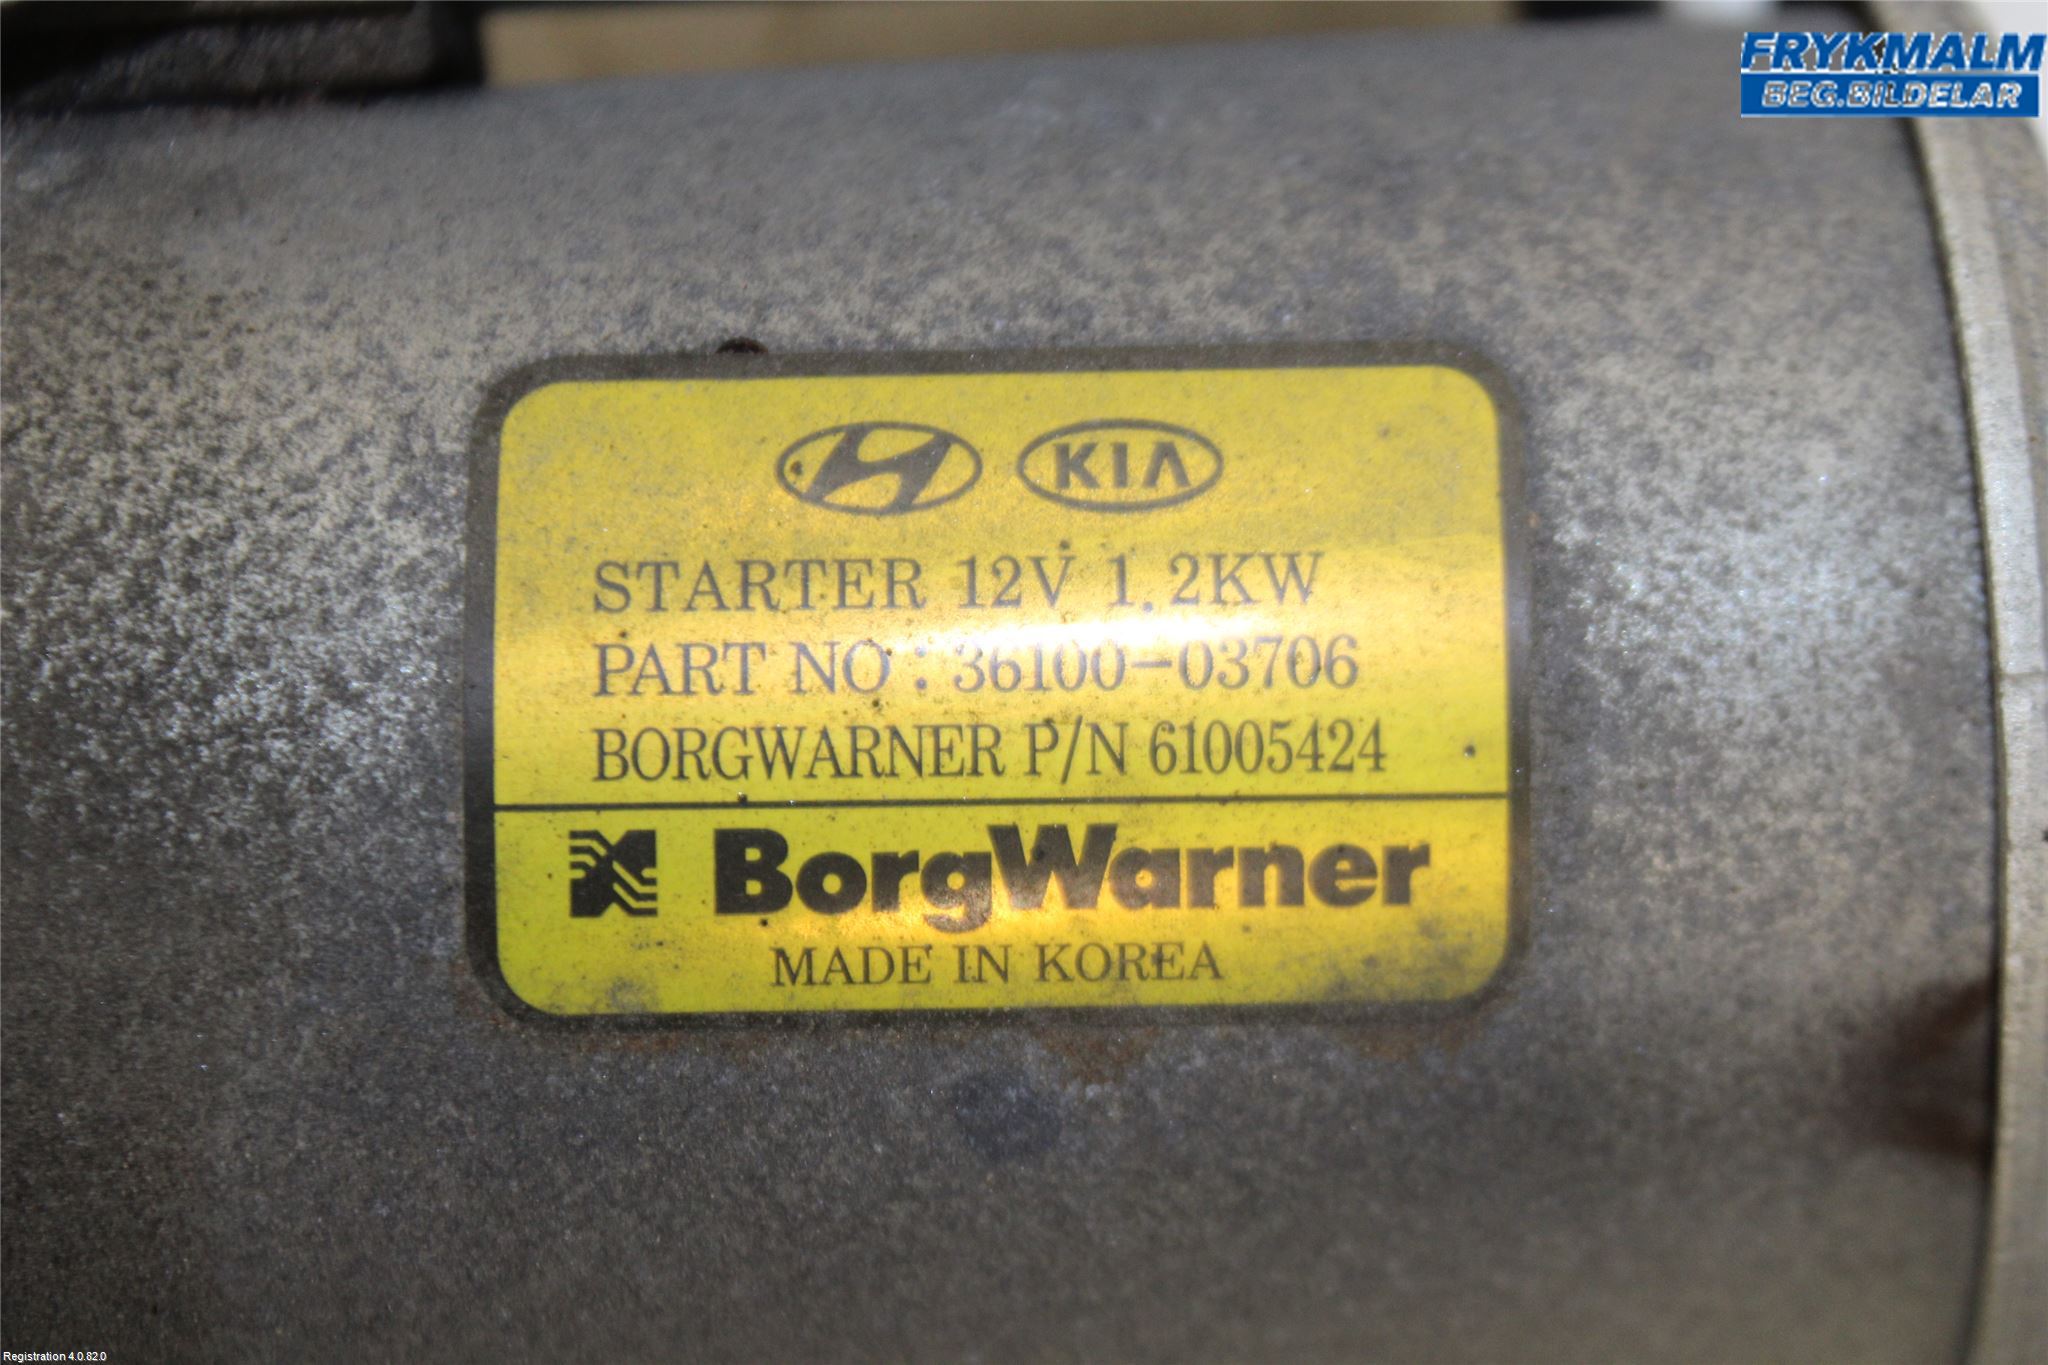 FRYKMALM
BEG.BILDELAR
KIA
STARTER 12V 1.2KW
PART NO : 36100-03706
BORGWARNER P/N 61005424
BorgWarner
MADE IN KOREA
Registration 4.0.82.0